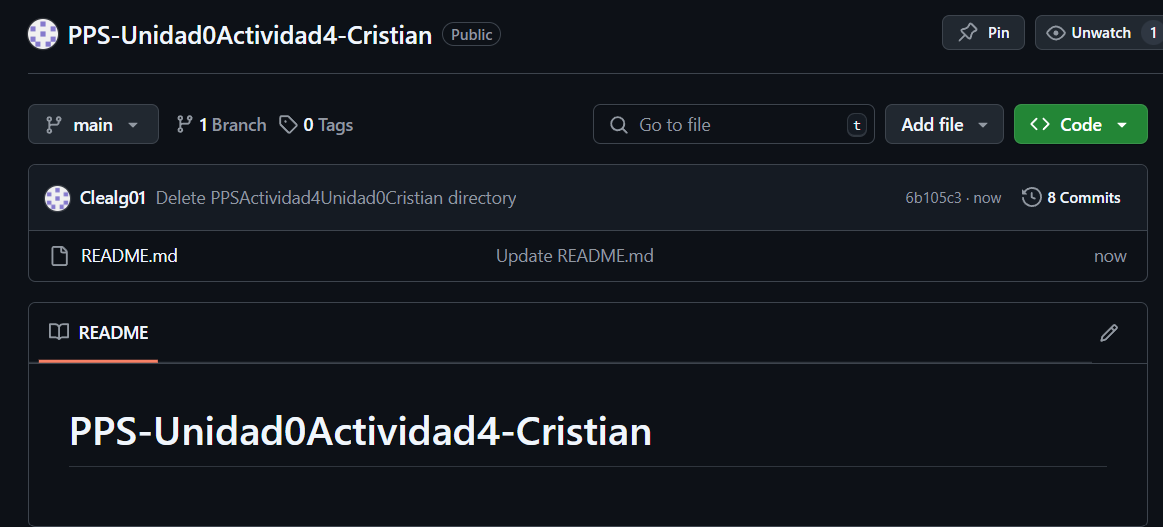 PPS-Unidad0Actividad4-Cristian Public Pin Unwatch 1
main 1 Branch 0 Tags Go to file t Add file Code
Clealg01 Delete PPSActividad4Unidad0Cristian directory 6b105c3 · now 8 Commits
README.md Update README.md now
README
PPS-Unidad0Actividad4-Cristian